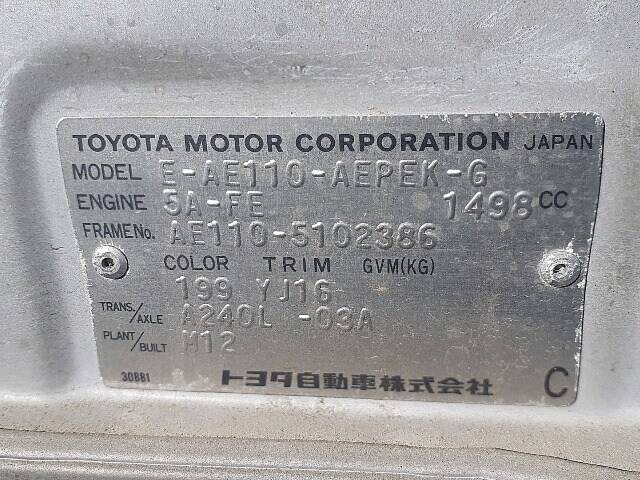 TOYOTA MOTOR CORPORATION JAPAN
MODEL E-AE110-AEPEK-G
ENGINE 5A-FE 1498 CC
FRAME No. AE110-5102386
COLOR TRIM GVM(KG)
199 YJ16
TRANS./AXLE A240L -03A
PLANT/BUILT M12
30BB1 トヨタ自動車株式会社 C